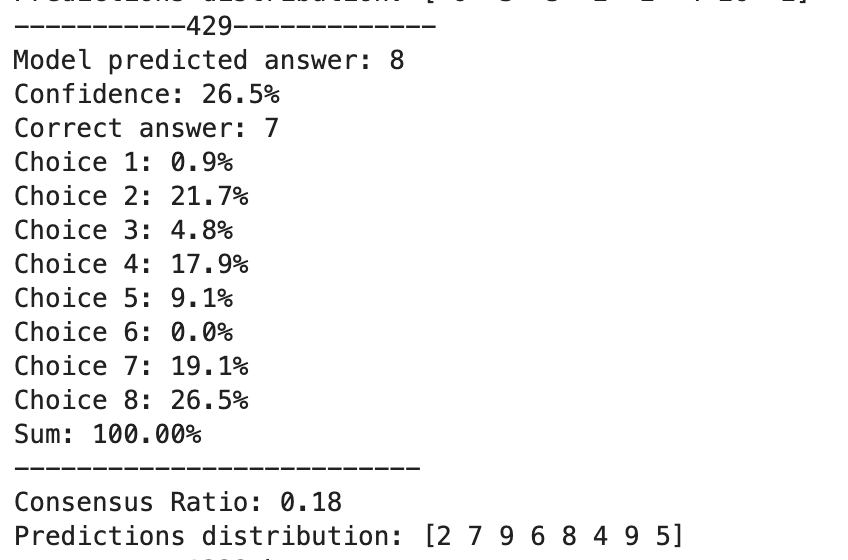 -----------429-------------
Model predicted answer: 8
Confidence: 26.5%
Correct answer: 7
Choice 1: 0.9%
Choice 2: 21.7%
Choice 3: 4.8%
Choice 4: 17.9%
Choice 5: 9.1%
Choice 6: 0.0%
Choice 7: 19.1%
Choice 8: 26.5%
Sum: 100.00%
--------------------------
Consensus Ratio: 0.18
Predictions distribution: [2 7 9 6 8 4 9 5]